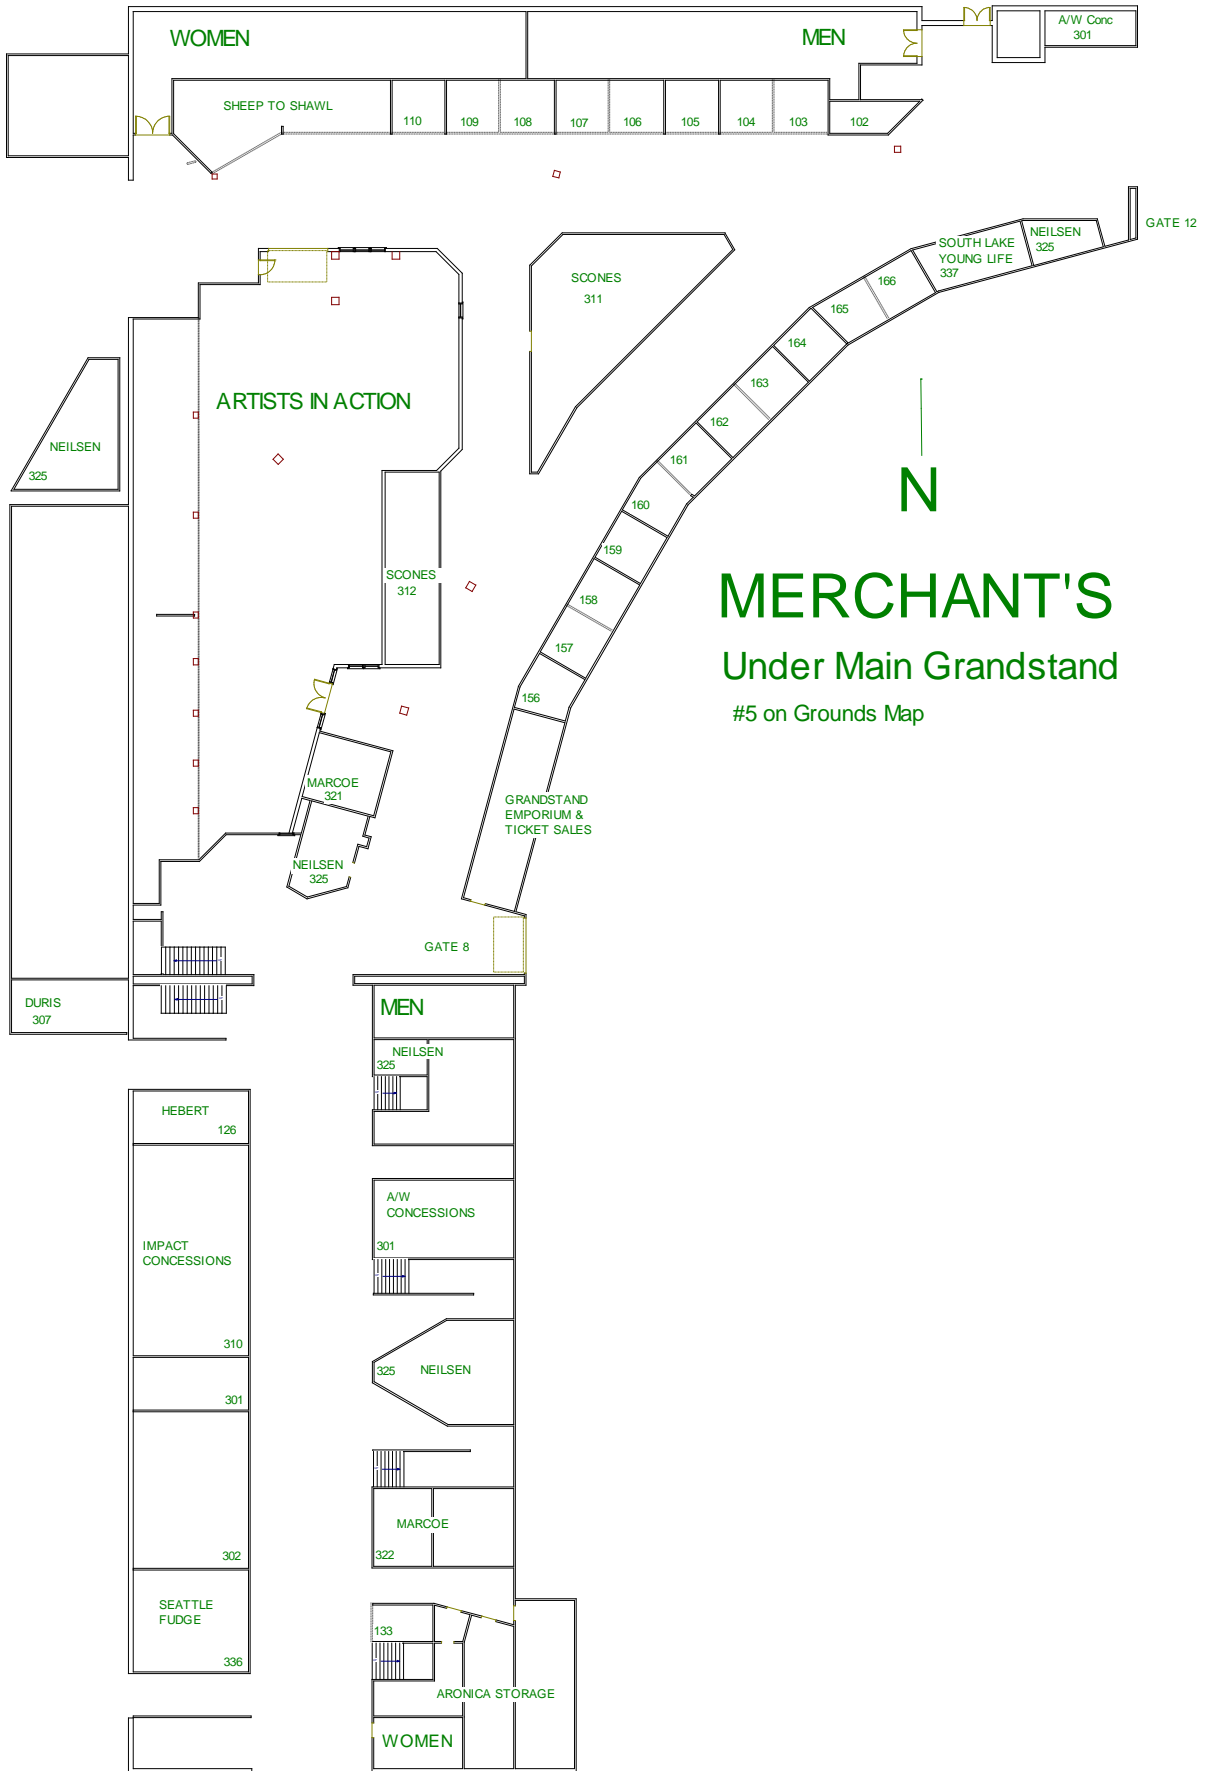 WOMEN
MEN
A/W Conc
301
SHEEP TO SHAWL
110
109
108
107
106
105
104
103
102
GATE 12
NEILSEN
325
SOUTH LAKE
YOUNG LIFE
337
SCONES
311
166
165
164
163
162
161
160
159
158
157
156
ARTISTS IN ACTION
NEILSEN
325
N
MERCHANT'S
Under Main Grandstand
#5 on Grounds Map
SCONES
312
MARCOE
321
GRANDSTAND
EMPORIUM &
TICKET SALES
NEILSEN
325
GATE 8
DURIS
307
MEN
NEILSEN
325
HEBERT
126
A/W
CONCESSIONS
301
IMPACT
CONCESSIONS
310
325
NEILSEN
301
MARCOE
322
302
SEATTLE
FUDGE
336
133
ARONICA STORAGE
WOMEN